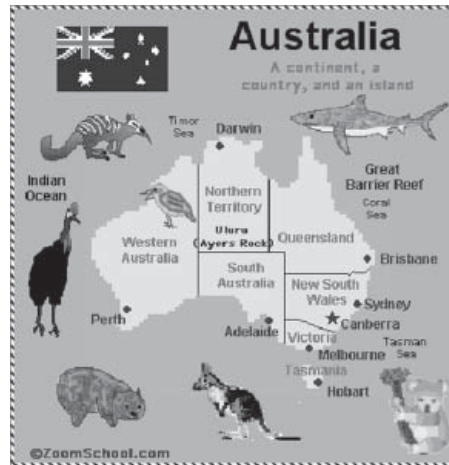 Australia
A continent, a
country, and an island
Timor
Sea
Darwin
Indian
Ocean
Great
Barrier Reef
Coral
Sea
Northern
Territory
Uluru
(Ayers Rock)
Western
Australia
Queensland
South
Australia
Brisbane
New South
Wales
Sydney
Perth
Adelaide
Canberra
Victoria
Melbourne
Tasman
Sea
Tasmania
Hobart
©ZoomSchool.com